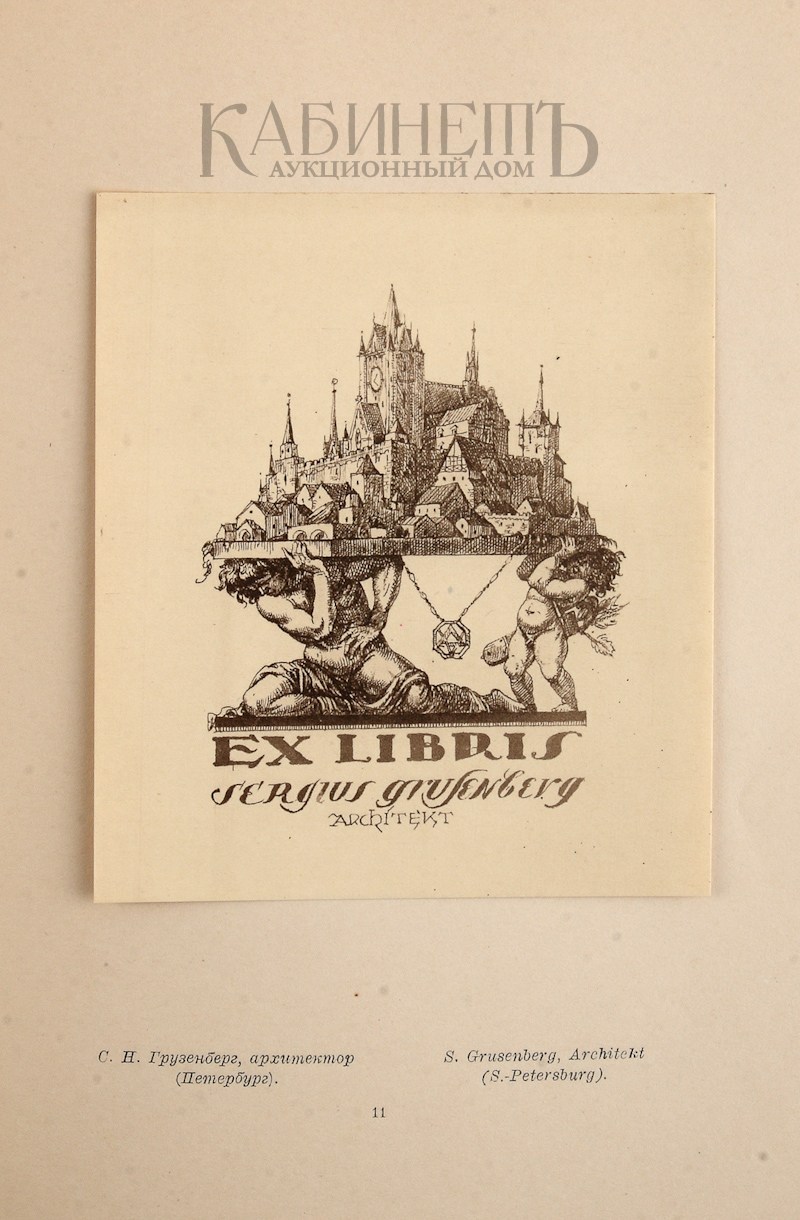 КАБИНЕТЪ
АУКЦИОННЫЙ ДОМ
EX LIBRIS
SERGIUS GRUSENBERG
ARCHITEKT
С. Н. Грузенберг, архитектор
(Петербург).
S. Grusenberg, Architekt
(S.-Petersburg).
11